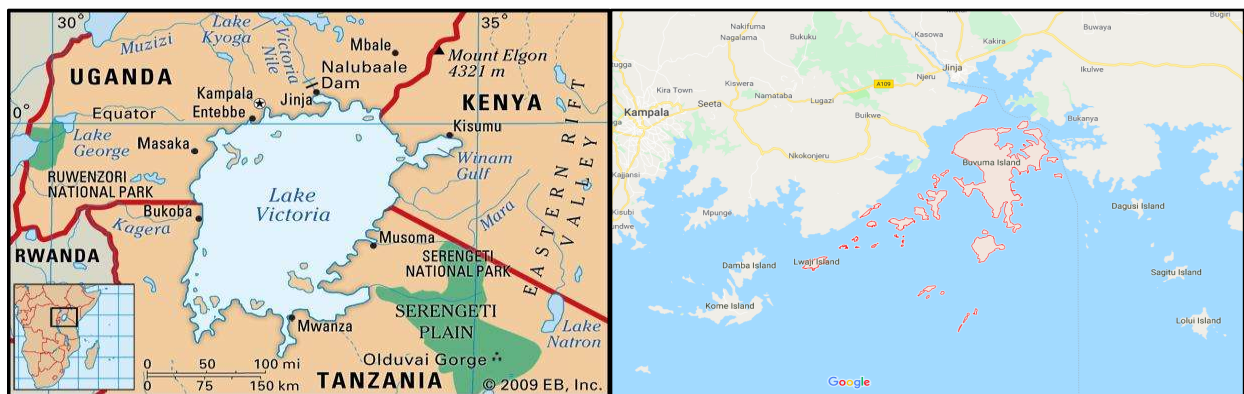 30°
35°
Muzizi
Lake
Kyoga
Victoria
Nile
Mbale
Mount Elgon
4321 m
UGANDA
Nalubaale
Dam
Kampala
Entebbe
Jinja
KENYA
0°
Equator
Kisumu
Lake
George
Masaka
Winam
Gulf
RUWENZORI
NATIONAL PARK
Lake
Victoria
EASTERN RIFT
VALLEY
Bukoba
Kagera
Mara
Musoma
RWANDA
SERENGETI
NATIONAL PARK
SERENGETI
PLAIN
Mwanza
Lake
Natron
Olduvai Gorge
0 50 100 mi
0 75 150 km
TANZANIA
© 2009 EB, Inc.
Nakifuma
Nagalama
Bukuku
Kasowa
Kakira
Buwaya
Bugiri
tugga
Kira Town
Kiswera
Namataba
Seeta
Lugazi
A109
Njeru
Jinja
Ikulwe
Kampala
Buikwe
Bukanya
nga
Kajjansi
Nkokonjeru
Buvuma Island
Kisubi
undwe
Mpunge
Dagusi Island
Damba Island
Lwaji Island
Sagitu Island
Kome Island
Lolui Island
Google